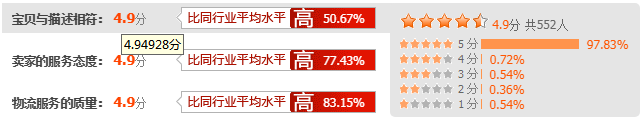 宝贝与描述相符： 4.9分 比同行业平均水平 高 50.67%
4.94928分
卖家的服务态度： 4.9分 比同行业平均水平 高 77.43%
物流服务的质量： 4.9分 比同行业平均水平 高 83.15%
4.9分 共552人
5分 97.83%
4分 0.72%
3分 0.54%
2分 0.36%
1分 0.54%